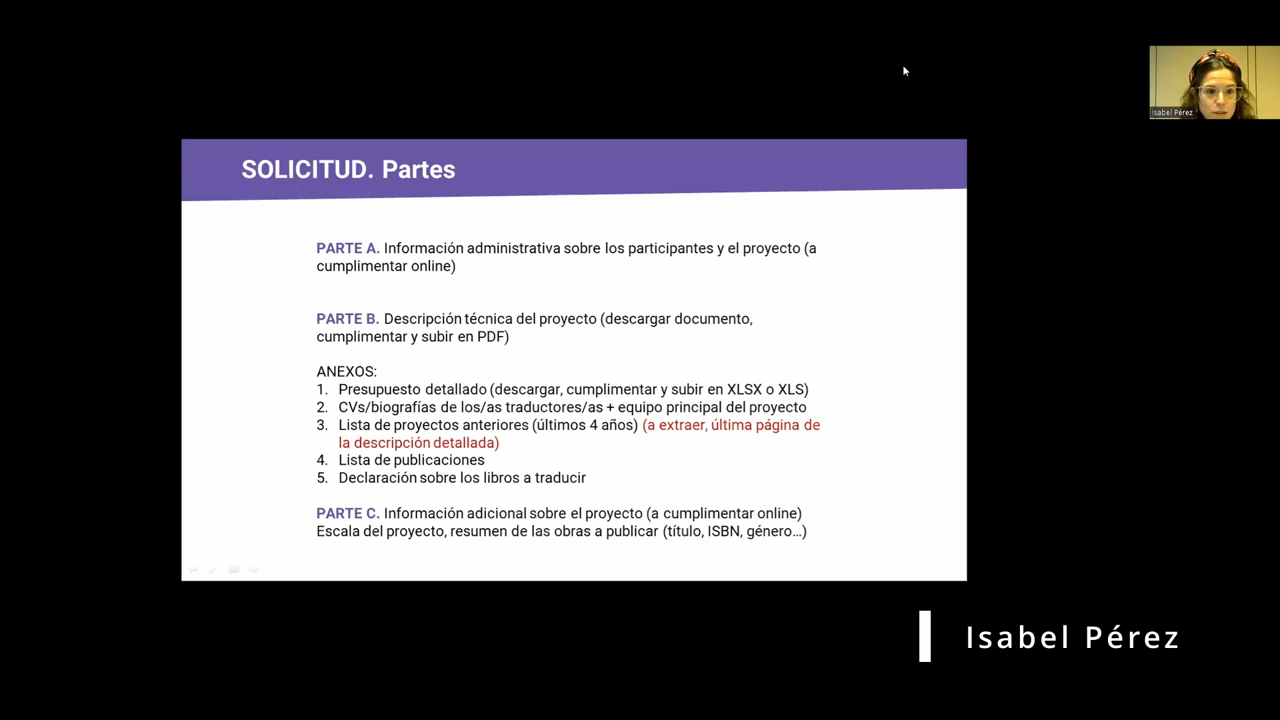 Isabel Pérez
SOLICITUD. Partes
PARTE A. Información administrativa sobre los participantes y el proyecto (a
cumplimentar online)
PARTE B. Descripción técnica del proyecto (descargar documento,
cumplimentar y subir en PDF)
ANEXOS:
1. Presupuesto detallado (descargar, cumplimentar y subir en XLSX o XLS)
2. CVs/biografías de los/as traductores/as + equipo principal del proyecto
3. Lista de proyectos anteriores (últimos 4 años) (a extraer, última página de
la descripción detallada)
4. Lista de publicaciones
5. Declaración sobre los libros a traducir
PARTE C. Información adicional sobre el proyecto (a cumplimentar online)
Escala del proyecto, resumen de las obras a publicar (título, ISBN, género...)
Isabel Pérez